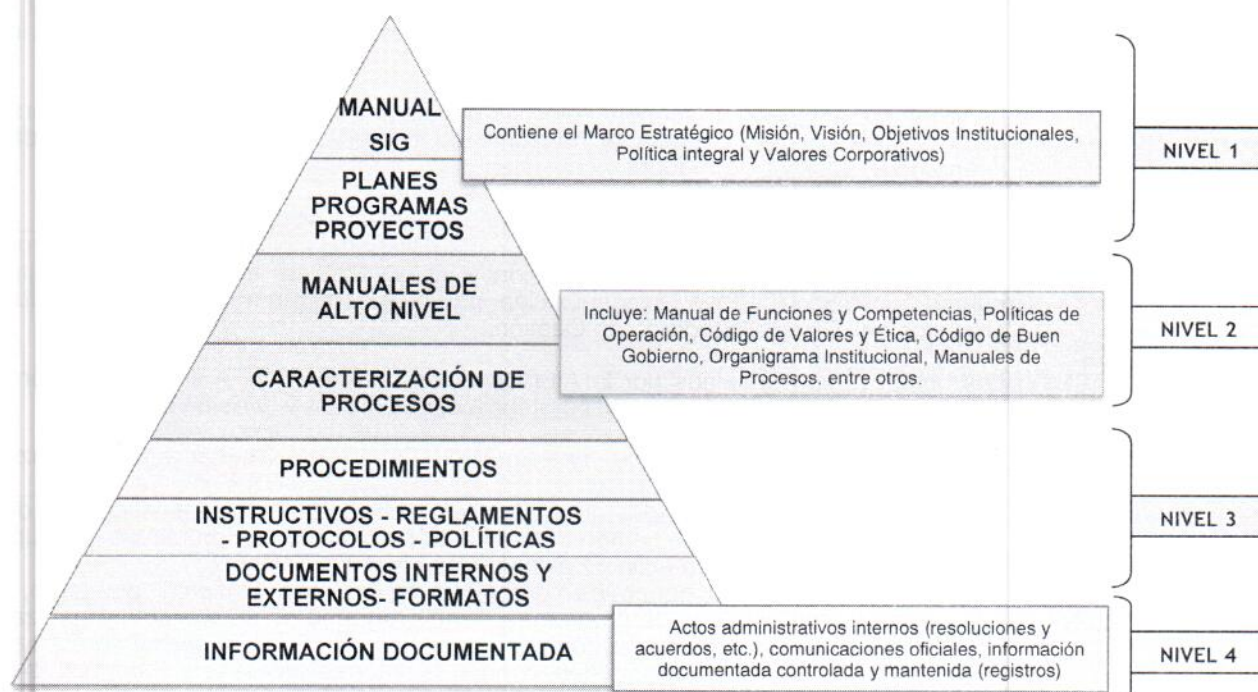 MANUAL
SIG
Contiene el Marco Estratégico (Misión, Visión, Objetivos Institucionales,
Política integral y Valores Corporativos)
NIVEL 1
PLANES
PROGRAMAS
PROYECTOS
MANUALES DE
ALTO NIVEL
Incluye: Manual de Funciones y Competencias, Políticas de
Operación, Código de Valores y Ética, Código de Buen
Gobierno, Organigrama Institucional, Manuales de
Procesos. entre otros.
NIVEL 2
CARACTERIZACIÓN DE
PROCESOS
PROCEDIMIENTOS
INSTRUCTIVOS - REGLAMENTOS
- PROTOCOLOS - POLÍTICAS
NIVEL 3
DOCUMENTOS INTERNOS Y
EXTERNOS- FORMATOS
INFORMACIÓN DOCUMENTADA
Actos administrativos internos (resoluciones y
acuerdos, etc.), comunicaciones oficiales, información
documentada controlada y mantenida (registros)
NIVEL 4